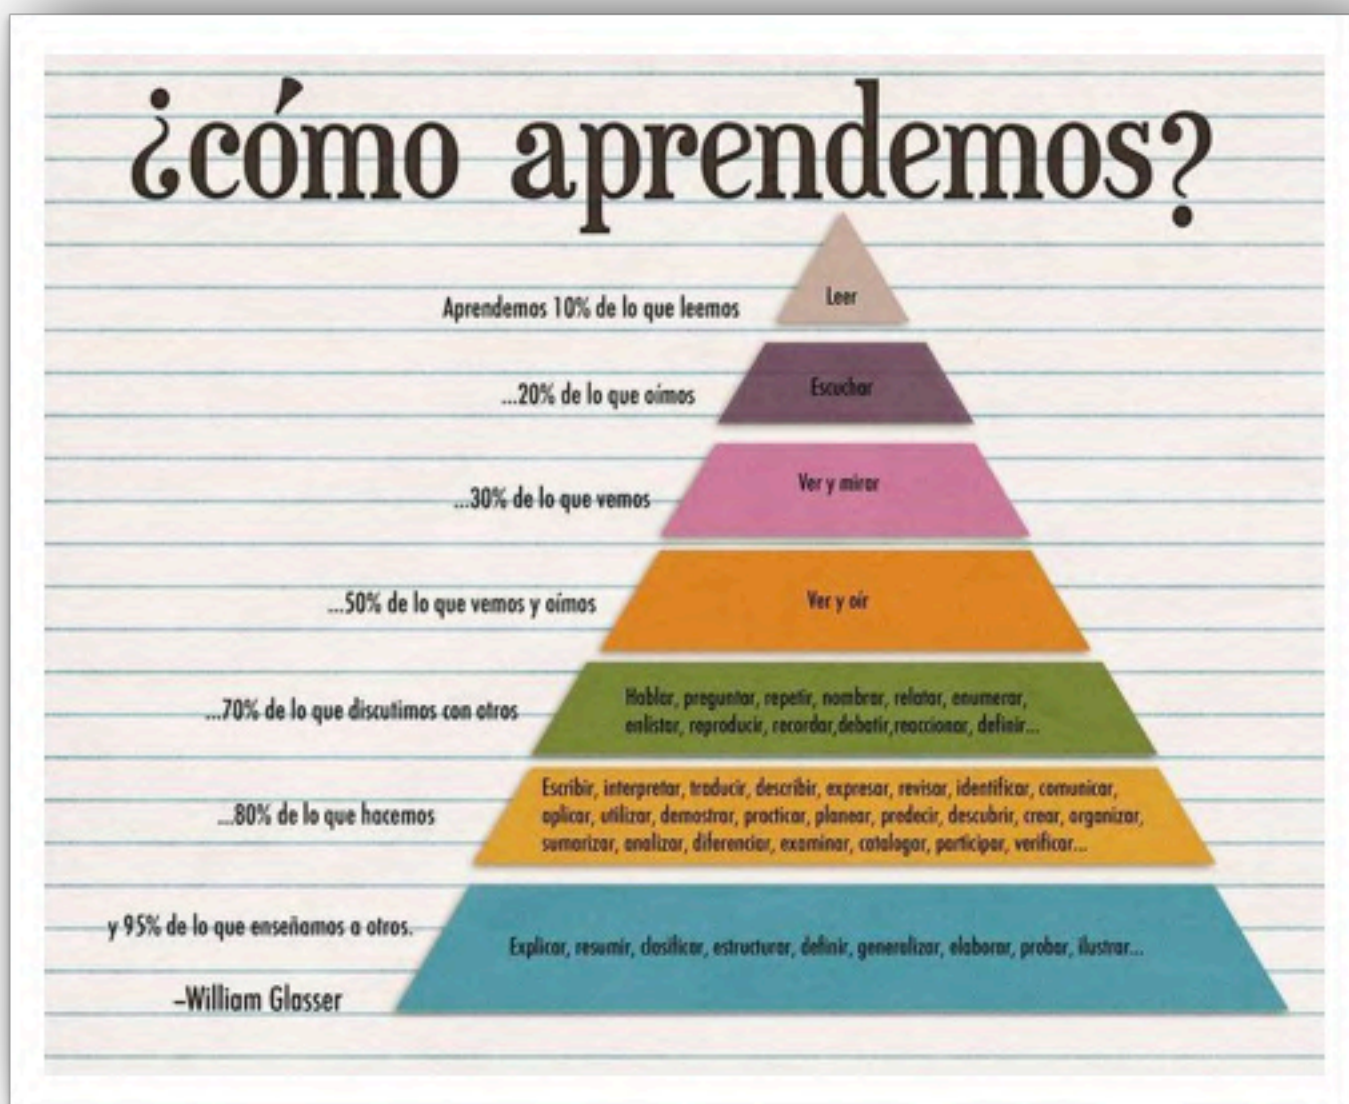 ¿cómo aprendemos?
Aprendemos 10% de lo que leemos
Leer
...20% de lo que oímos
Escuchar
...30% de lo que vemos
Ver y mirar
...50% de lo que vemos y oímos
Ver y oír
...70% de lo que discutimos con otros
Hablar, preguntar, repetir, nombrar, relatar, enumerar,
enlistar, reproducir, recordar,debatir,reaccionar, definir...
...80% de lo que hacemos
Escribir, interpretar, traducir, describir, expresar, revisar, identificar, comunicar,
aplicar, utilizar, demostrar, practicar, planear, predecir, descubrir, crear, organizar,
sumarizar, analizar, diferenciar, examinar, catalogar, participar, verificar...
y 95% de lo que enseñamos a otros.
Explicar, resumir, clasificar, estructurar, definir, generalizar, elaborar, probar, ilustrar...
–William Glasser